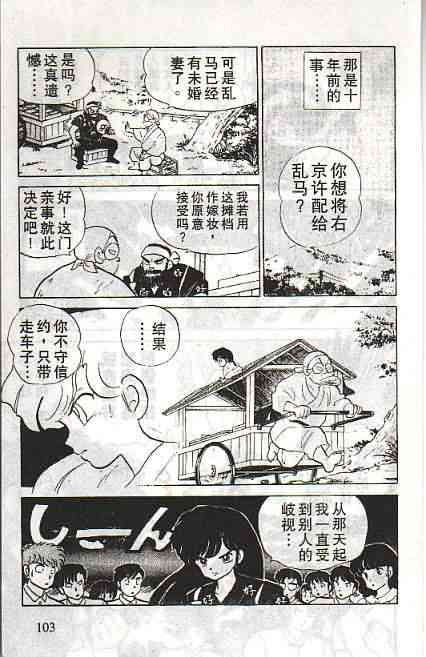 那是十
年前的
事……
你想将右
京许配给
乱马？
可是乱
马已经
有未婚
妻了。
是吗？
这真遗
憾……
我若用
这摊档
作嫁妆，
你原意
接受吗？
好！这门
亲事就此
决定吧！
结果
……
你不守信
约，只带
走车子…
从那天起
我一直受
到别人的
岐视…
しーん
103